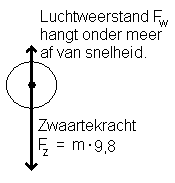 Luchtweerstand Fw
hangt onder meer
af van snelheid.
Zwaartekracht
Fz = m·9,8